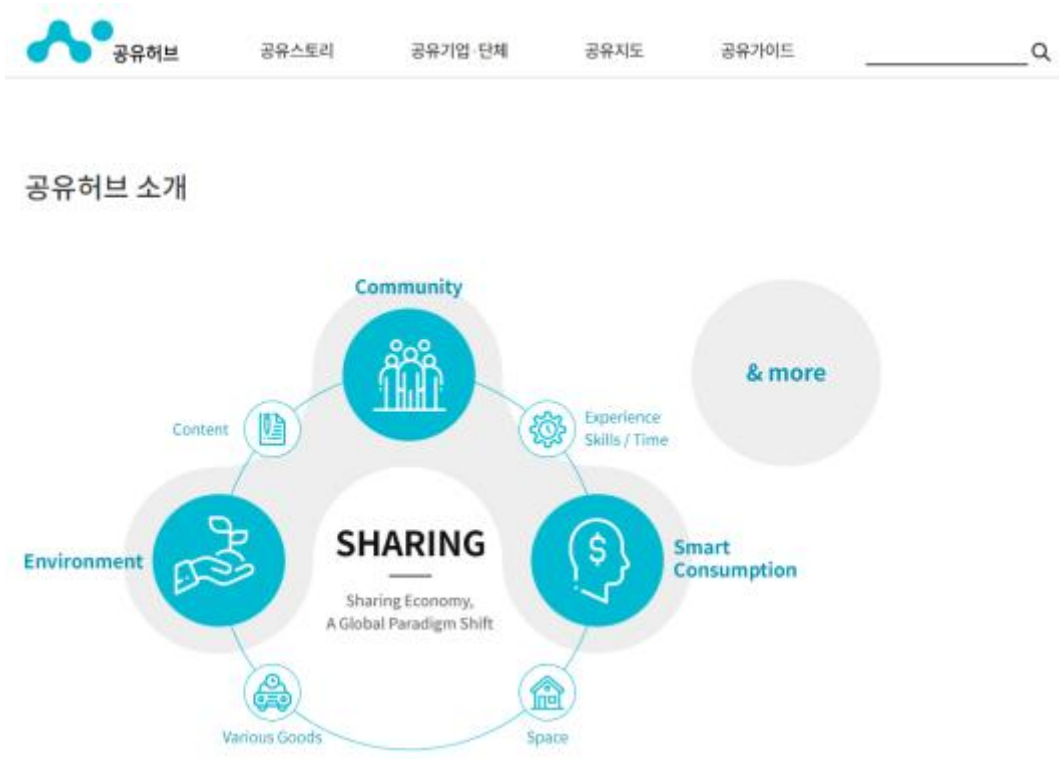 공유허브
공유스토리
공유기업·단체
공유지도
공유가이드
공유허브 소개
Community
& more
Content
Experience
Skills / Time
SHARING
Environment
Smart
Consumption
Sharing Economy,
A Global Paradigm Shift
Various Goods
Space